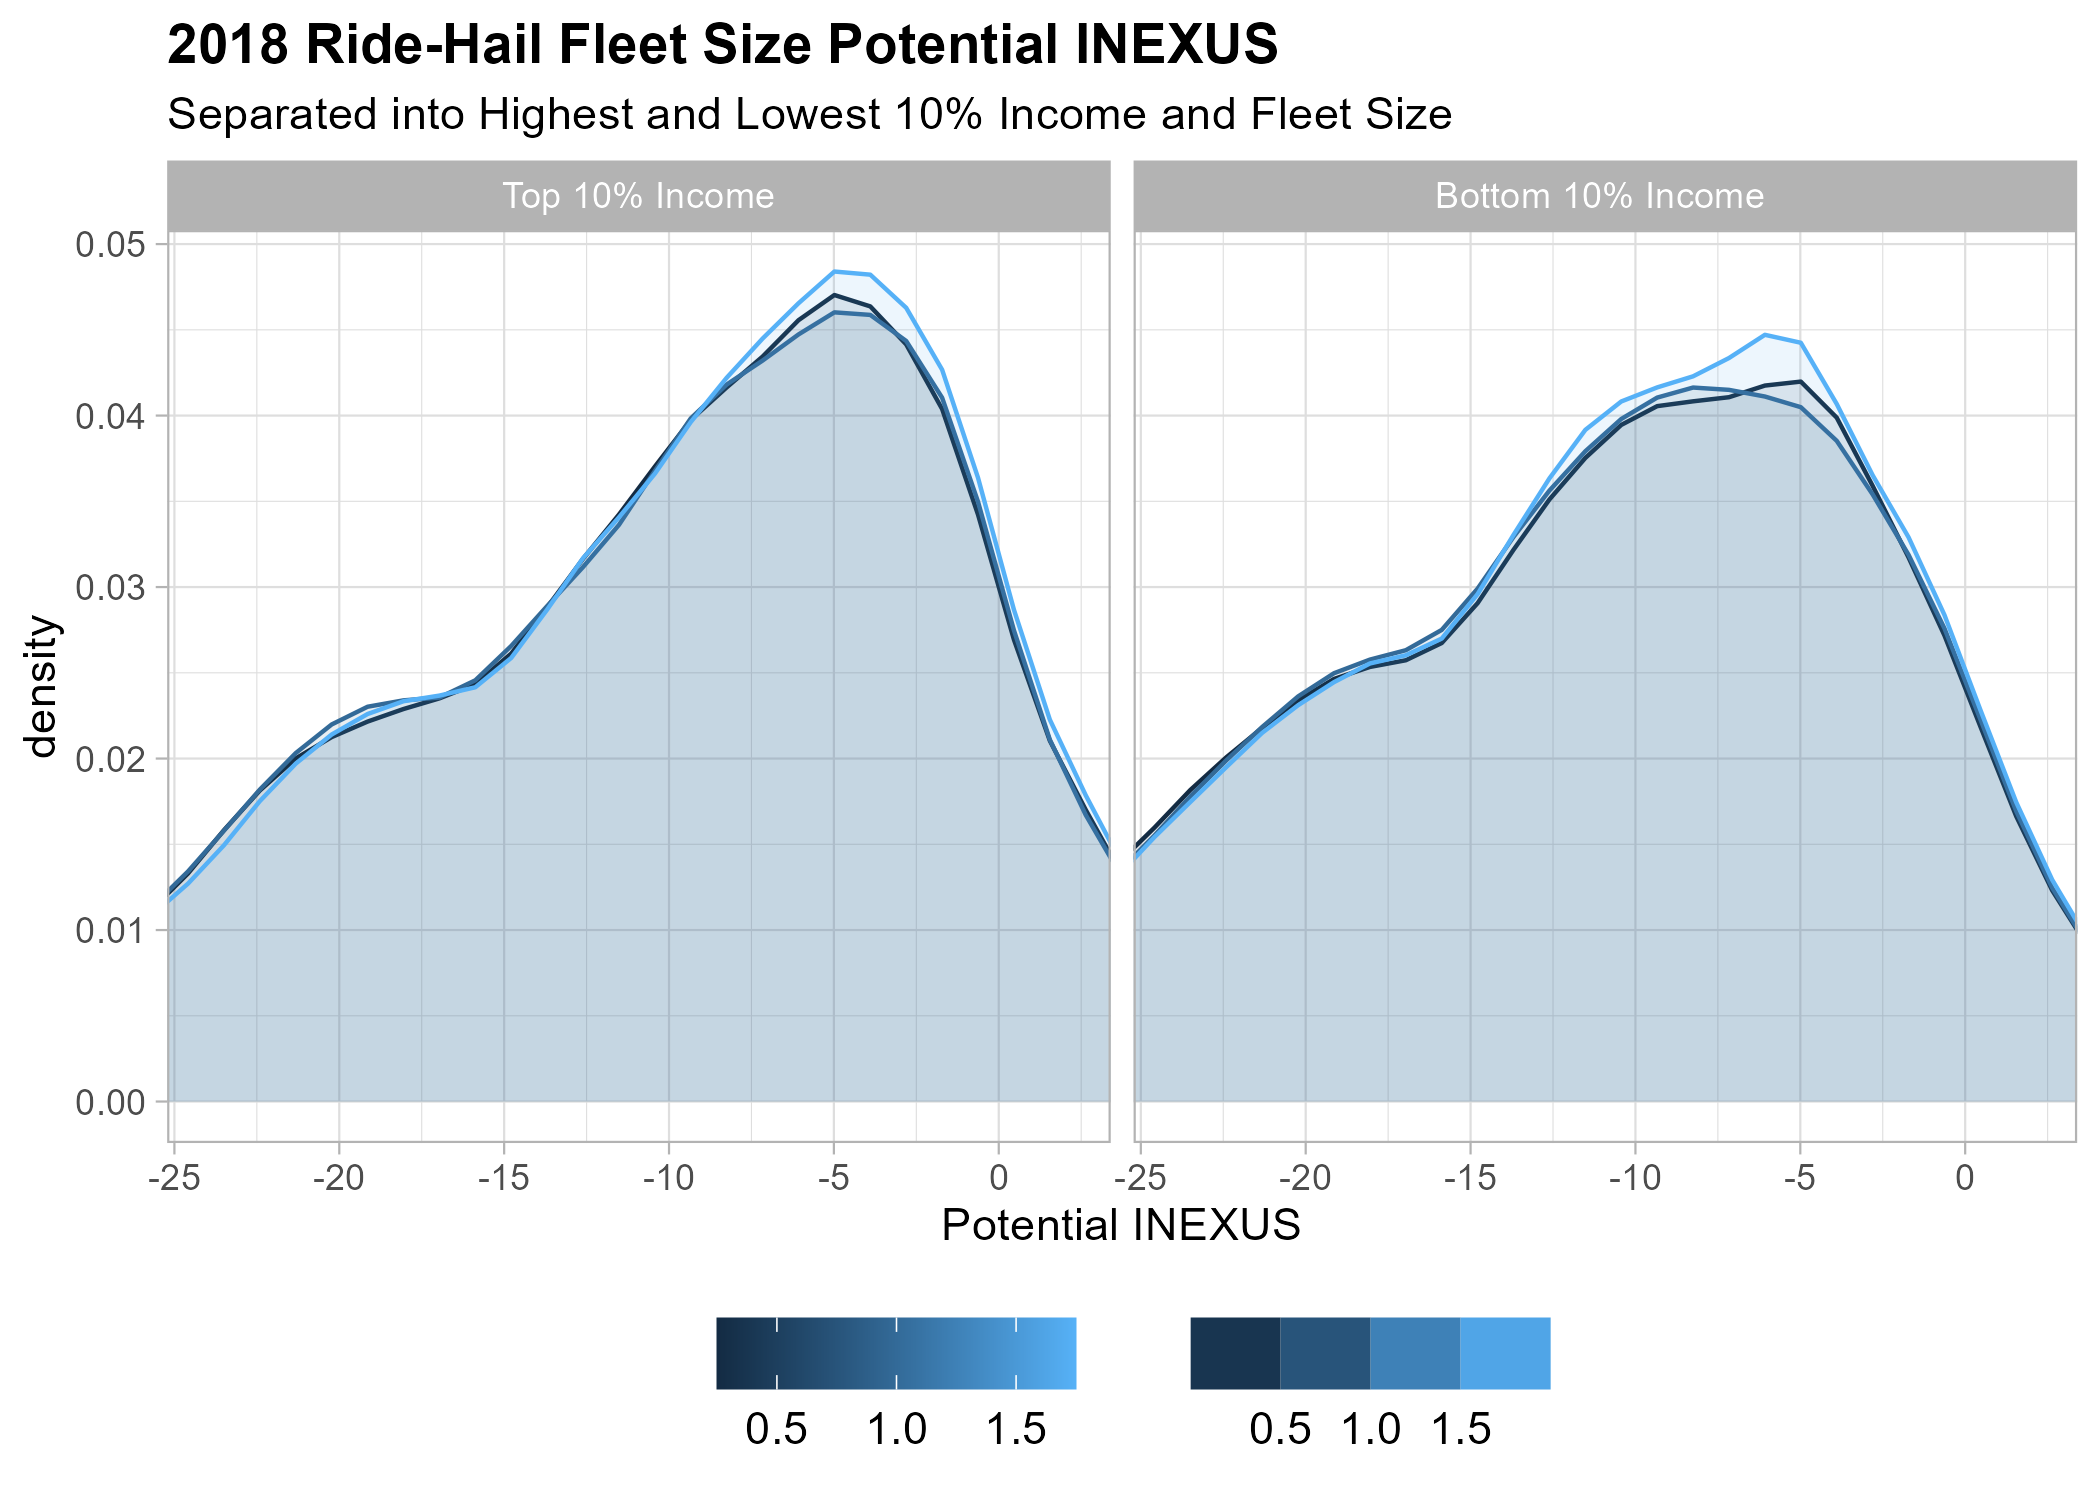 2018 Ride-Hail Fleet Size Potential INEXUS
Separated into Highest and Lowest 10% Income and Fleet Size
Top 10% Income
Bottom 10% Income
0.05
0.04
0.03
0.02
0.01
0.00
density
-25 -20 -15 -10 -5 0
-25 -20 -15 -10 -5 0
Potential INEXUS
0.5 1.0 1.5
0.5 1.0 1.5